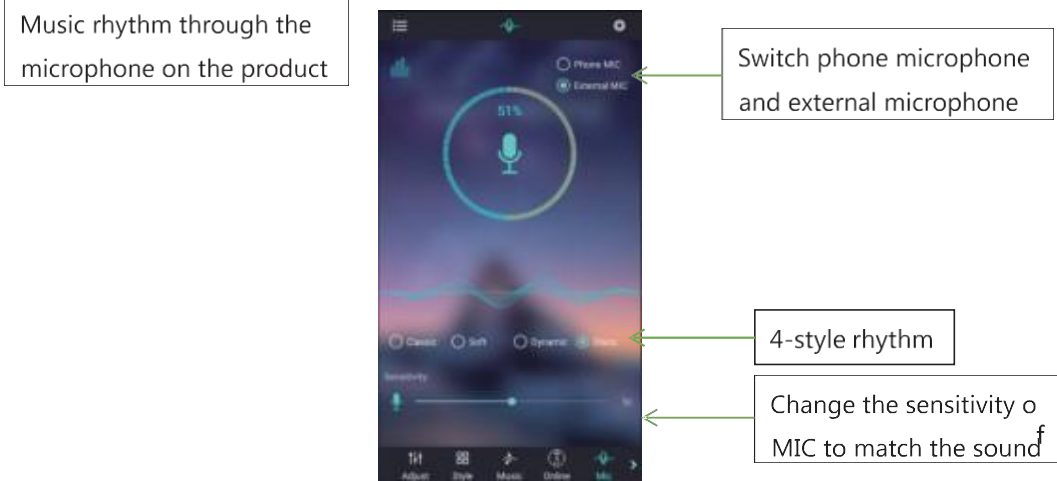 Music rhythm through the
microphone on the product
Switch phone microphone
and external microphone
Phone MIC
External MIC
51%
Classic
Soft
Dynamic
4-style rhythm
Sensitivity
Change the sensitivity of
MIC to match the sound
Adjust
Style
Music
Online
Mic